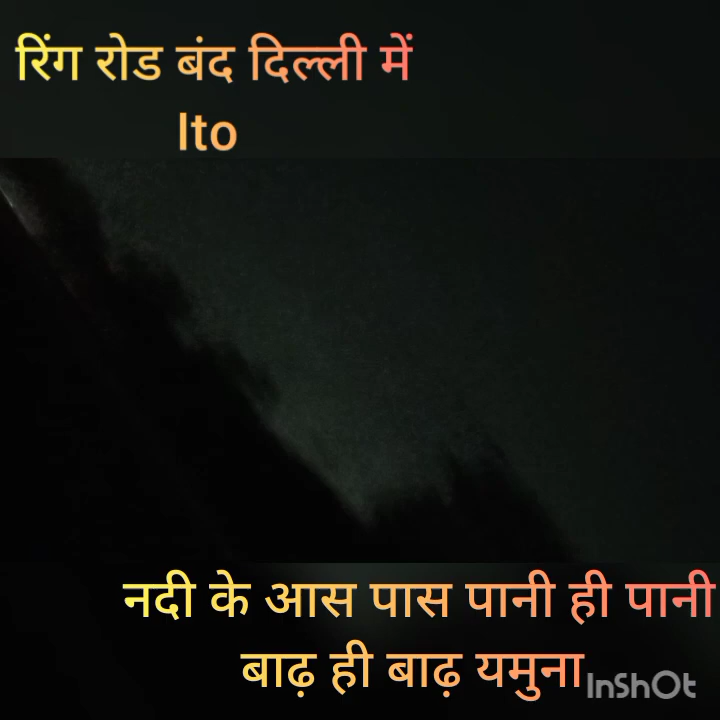 रिंग रोड बंद दिल्ली में
Ito
नदी के आस पास पानी ही पानी
बाढ़ ही बाढ़ यमुना
InShOt